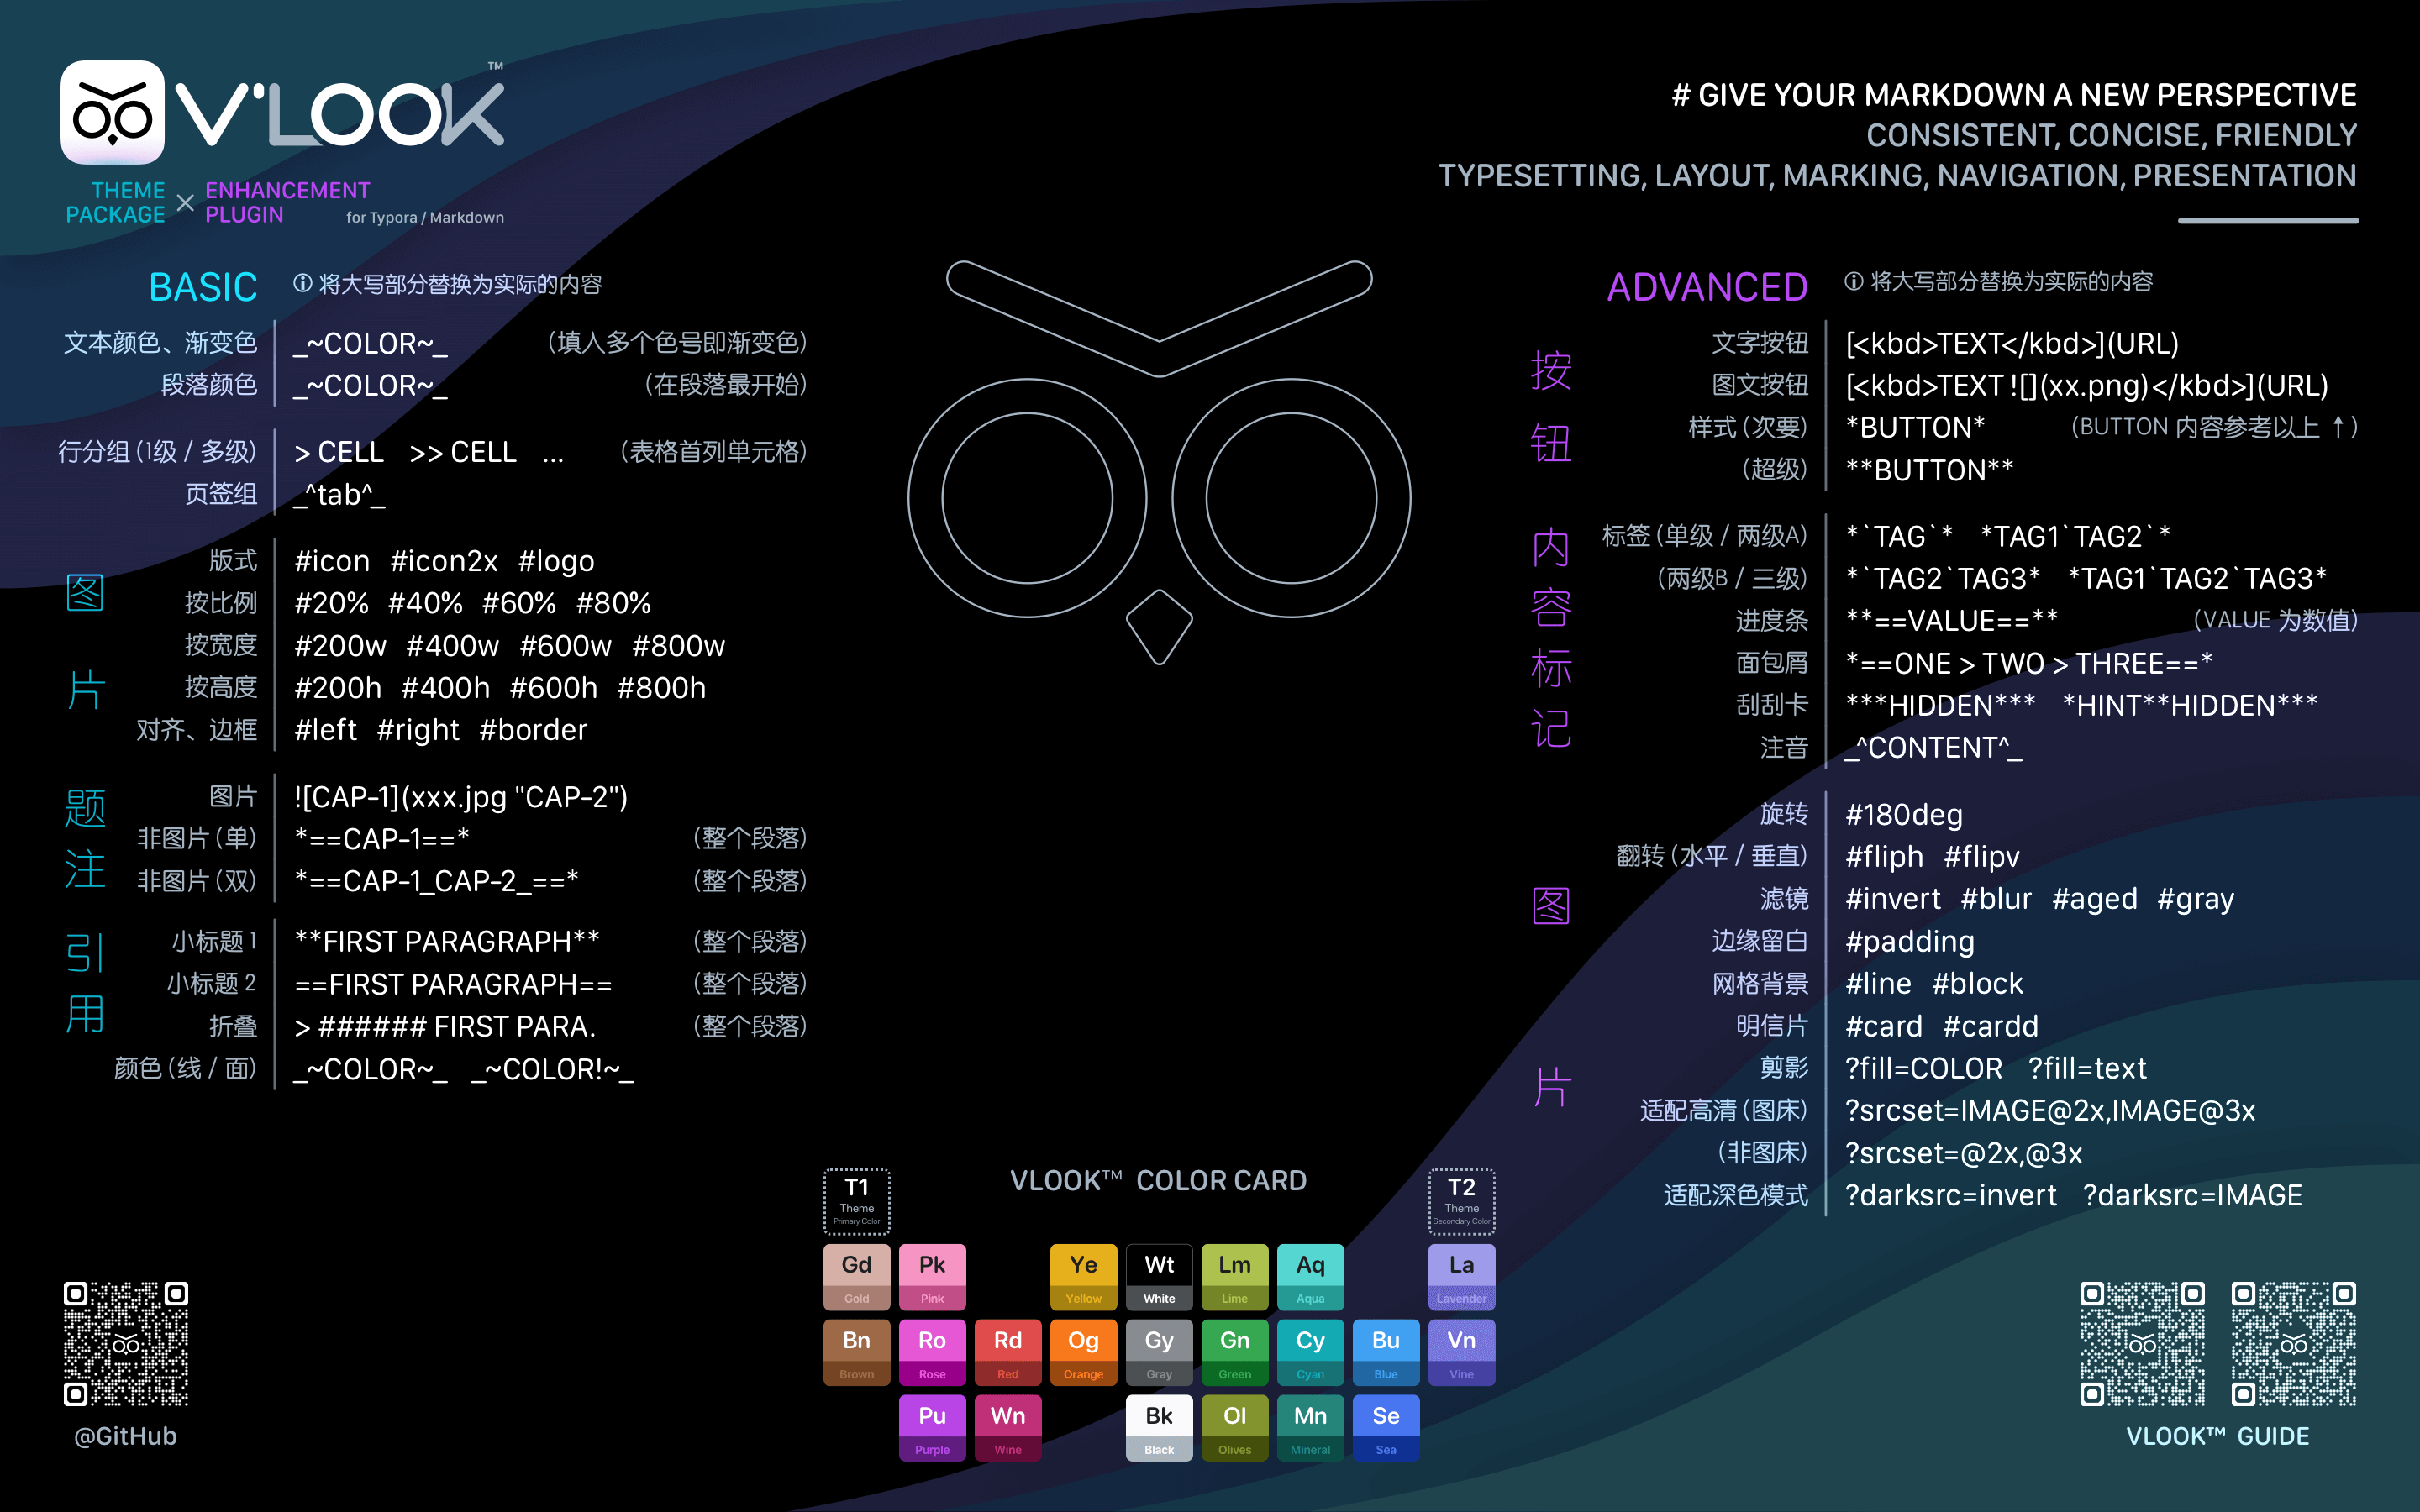 V'LOOK™
THEME PACKAGE × ENHANCEMENT PLUGIN
for Typora / Markdown
# GIVE YOUR MARKDOWN A NEW PERSPECTIVE
CONSISTENT, CONCISE, FRIENDLY
TYPESETTING, LAYOUT, MARKING, NAVIGATION, PRESENTATION
BASIC ⓘ 将大写部分替换为实际的内容
文本颜色、渐变色 _~COLOR~_ (填入多个色号即渐变色)
段落颜色 _~COLOR~_ (在段落最开始)
行分组 (1级 / 多级) > CELL >> CELL ... (表格首列单元格)
页签组 _^tab^_
图片
版式 #icon #icon2x #logo
按比例 #20% #40% #60% #80%
按宽度 #200w #400w #600w #800w
按高度 #200h #400h #600h #800h
对齐、边框 #left #right #border
题注
图片 ![CAP-1](xxx.jpg "CAP-2")
非图片 (单) *==CAP-1==* (整个段落)
非图片 (双) *==CAP-1_CAP-2_==* (整个段落)
引用
小标题 1 **FIRST PARAGRAPH** (整个段落)
小标题 2 ==FIRST PARAGRAPH== (整个段落)
折叠 > ###### FIRST PARA. (整个段落)
颜色 (线 / 面) _~COLOR~_ _~COLOR!~_
ADVANCED ⓘ 将大写部分替换为实际的内容
按钮
文字按钮 [<kbd>TEXT</kbd>](URL)
图文按钮 [<kbd>TEXT ![](xx.png)</kbd>](URL)
样式 (次要) *BUTTON* (BUTTON 内容参考以上 ↑)
(超级) **BUTTON**
内容标记
标签 (单级 / 两级A) *`TAG`* *TAG1`TAG2`*
(两级B / 三级) *`TAG2`TAG3* *TAG1`TAG2`TAG3*
进度条 **==VALUE==** (VALUE 为数值)
面包屑 *==ONE > TWO > THREE==*
刮刮卡 ***HIDDEN*** *HINT**HIDDEN***
注音 _^CONTENT^_
图片
旋转 #180deg
翻转 (水平 / 垂直) #fliph #flipv
滤镜 #invert #blur #aged #gray
边缘留白 #padding
网格背景 #line #block
明信片 #card #cardd
剪影 ?fill=COLOR ?fill=text
适配高清 (图床) ?srcset=IMAGE@2x,IMAGE@3x
(非图床) ?srcset=@2x,@3x
适配深色模式 ?darksrc=invert ?darksrc=IMAGE
VLOOK™ COLOR CARD
T1 Theme Primary Color
T2 Theme Secondary Color
Gd Pk Ye Wt Lm Aq La
Gold Pink Yellow White Lime Aqua Lavender
Bn Ro Rd Og Gy Gn Cy Bu Vn
Brown Rose Red Orange Gray Green Cyan Blue Vine
Pu Wn Bk Ol Mn Se
Purple Wine Black Olives Mineral Sea
@GitHub
VLOOK™ GUIDE